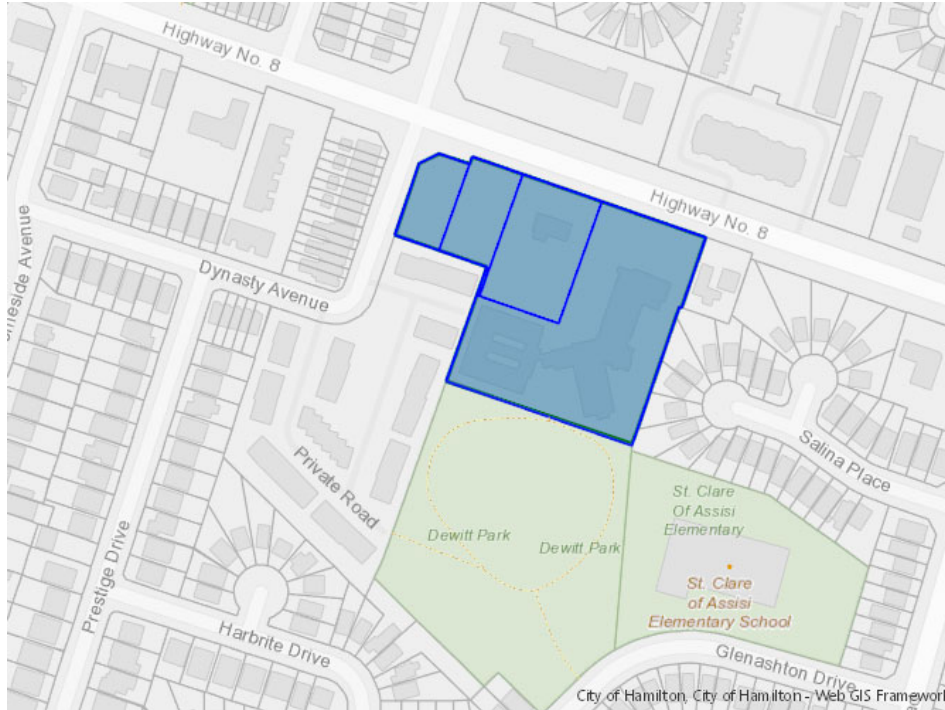 Highway No. 8
Highway No. 8
Dynasty Avenue
Private Road
Salina Place
St. Clare
Of Assisi
Elementary
Dewitt Park
Dewitt Park
St. Clare
of Assisi
Elementary School
Prestige Drive
Harbrite Drive
Glenashton Drive
City of Hamilton, City of Hamilton - Web GIS Framework